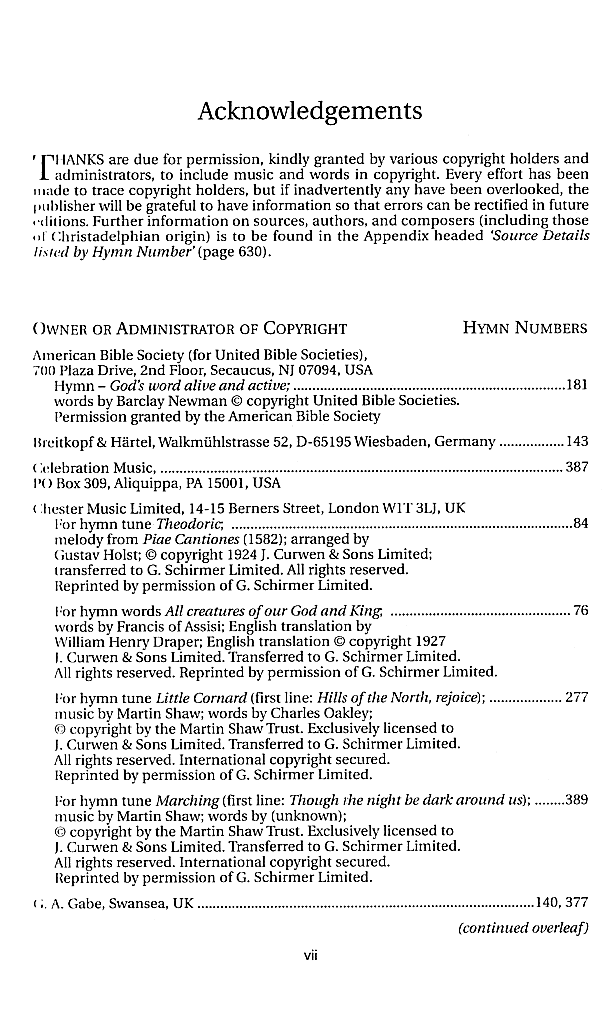 Acknowledgements
THANKS are due for permission, kindly granted by various copyright holders and
administrators, to include music and words in copyright. Every effort has been
made to trace copyright holders, but if inadvertently any have been overlooked, the
publisher will be grateful to have information so that errors can be rectified in future
editions. Further information on sources, authors, and composers (including those
of Christadelphian origin) is to be found in the Appendix headed 'Source Details
listed by Hymn Number' (page 630).
OWNER OR ADMINISTRATOR OF COPYRIGHT HYMN NUMBERS
American Bible Society (for United Bible Societies),
700 Plaza Drive, 2nd Floor, Secaucus, NJ 07094, USA
Hymn – God's word alive and active; ..... 181
words by Barclay Newman © copyright United Bible Societies.
Permission granted by the American Bible Society
Breitkopf & Härtel, Walkmühlstrasse 52, D-65195 Wiesbaden, Germany ..... 143
Celebration Music, ..... 387
PO Box 309, Aliquippa, PA 15001, USA
Chester Music Limited, 14-15 Berners Street, London W1T 3LJ, UK
For hymn tune Theodoric; ..... 84
melody from Piae Cantiones (1582); arranged by
Gustav Holst; © copyright 1924 J. Curwen & Sons Limited;
transferred to G. Schirmer Limited. All rights reserved.
Reprinted by permission of G. Schirmer Limited.
For hymn words All creatures of our God and King; ..... 76
words by Francis of Assisi; English translation by
William Henry Draper; English translation © copyright 1927
J. Curwen & Sons Limited. Transferred to G. Schirmer Limited.
All rights reserved. Reprinted by permission of G. Schirmer Limited.
For hymn tune Little Cornard (first line: Hills of the North, rejoice); ..... 277
music by Martin Shaw; words by Charles Oakley;
© copyright by the Martin Shaw Trust. Exclusively licensed to
J. Curwen & Sons Limited. Transferred to G. Schirmer Limited.
All rights reserved. International copyright secured.
Reprinted by permission of G. Schirmer Limited.
For hymn tune Marching (first line: Though the night be dark around us); ..... 389
music by Martin Shaw; words by (unknown);
© copyright by the Martin Shaw Trust. Exclusively licensed to
J. Curwen & Sons Limited. Transferred to G. Schirmer Limited.
All rights reserved. International copyright secured.
Reprinted by permission of G. Schirmer Limited.
G. A. Gabe, Swansea, UK ..... 140, 377
(continued overleaf)
vii